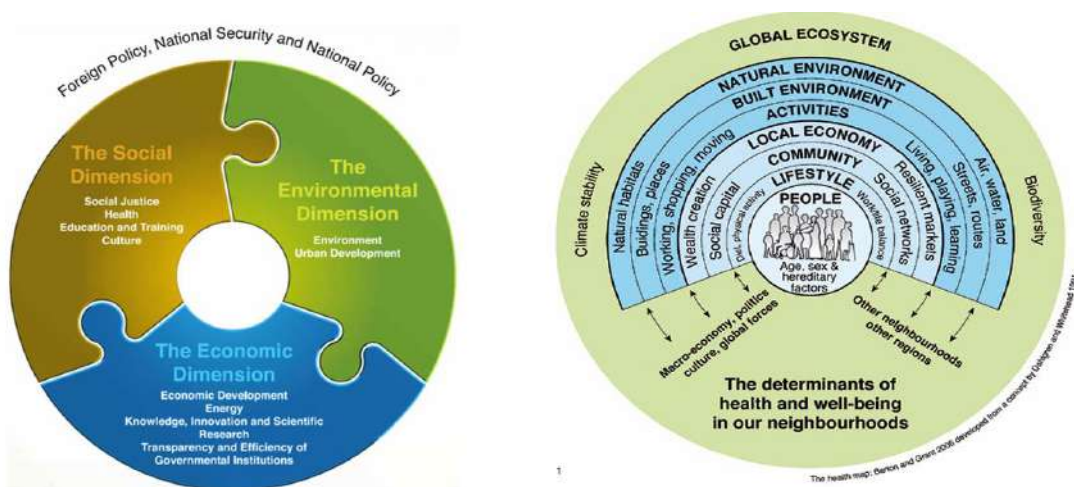 Foreign Policy, National Security and National Policy
The Social
Dimension
Social Justice
Health
Education and Training
Culture
The
Environmental
Dimension
Environment
Urban Development
The Economic
Dimension
Economic Development
Energy
Knowledge, Innovation and Scientific
Research
Transparency and Efficiency of
Governmental Institutions
GLOBAL ECOSYSTEM
NATURAL ENVIRONMENT
BUILT ENVIRONMENT
ACTIVITIES
LOCAL ECONOMY
COMMUNITY
LIFESTYLE
PEOPLE
Age, sex &
hereditary
factors
Climate stability
Natural habitats
Buidings, places
Working, shopping, moving
Wealth creation
Social capital
Diet, physical activity
Work/life balance
Social networks
Resilient markets
Living, playing, learning
Streets, routes
Air, water, land
Biodiversity
Macro-economy, politics
culture, global forces
Other neighbourhoods
other regions
The determinants of
health and well-being
in our neighbourhoods
1
The health map: Barton and Grant 2006 developed from a concept by Dahlgren and Whitehead